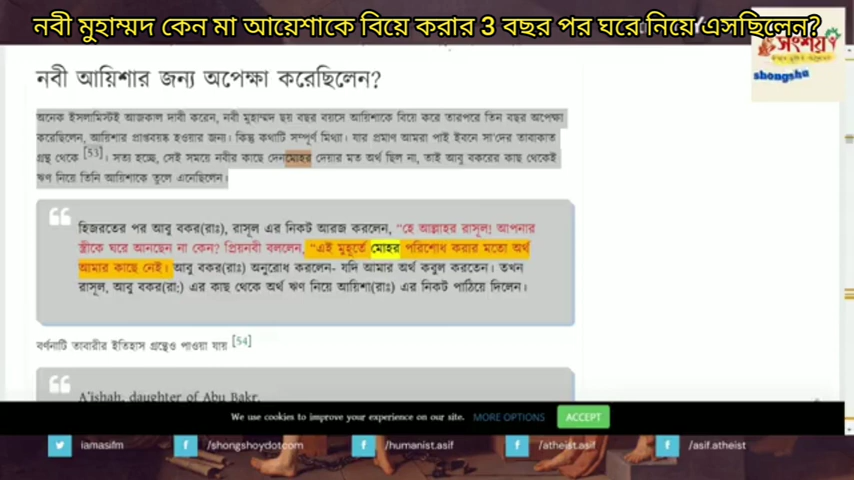 নবী মুহাম্মদ কেন মা আয়েশাকে বিয়ে করার 3 বছর পর ঘরে নিয়ে এসছিলেন?
সংশয়
shongshu
নবী আয়িশার জন্য অপেক্ষা করেছিলেন?
অনেক ইসলামিস্টই আজকাল দাবী করেন, নবী মুহাম্মদ ছয় বছর বয়সে আয়িশাকে বিয়ে করে তারপরে তিন বছর অপেক্ষা
করেছিলেন, আয়িশার প্রাপ্তবয়স্ক হওয়ার জন্য। কিন্তু কথাটি সম্পূর্ণ মিথ্যা। যার প্রমাণ আমরা পাই ইবনে সা'দের তাবাকাত
গ্রন্থ থেকে [53]। সত্য হচ্ছে, সেই সময়ে নবীর কাছে দেনমোহর দেয়ার মত অর্থ ছিল না, তাই আবু বকরের কাছ থেকেই
ঋণ নিয়ে তিনি আয়িশাকে তুলে এনেছিলেন।
হিজরতের পর আবু বকর(রাঃ), রাসূল এর নিকট আরজ করলেন, "হে আল্লাহর রাসূল! আপনার
স্ত্রীকে ঘরে আনছেন না কেন? প্রিয়নবী বললেন, "এই মুহূর্তে মোহর পরিশোধ করার মতো অর্থ
আমার কাছে নেই। আবু বকর(রাঃ) অনুরোধ করলেন- যদি আমার অর্থ কবুল করতেন। তখন
রাসূল, আবু বকর(রা:) এর কাছ থেকে অর্থ ঋণ নিয়ে আয়িশা(রাঃ) এর নিকট পাঠিয়ে দিলেন।
বর্ণনাটি তাবারীর ইতিহাস গ্রন্থেও পাওয়া যায় [54]
A'ishah, daughter of Abu Bakr.
We use cookies to improve your experience on our site. MORE OPTIONS ACCEPT
iamasifm /shongshoydotcom /humanist.asif /atheist.asif /asif.atheist